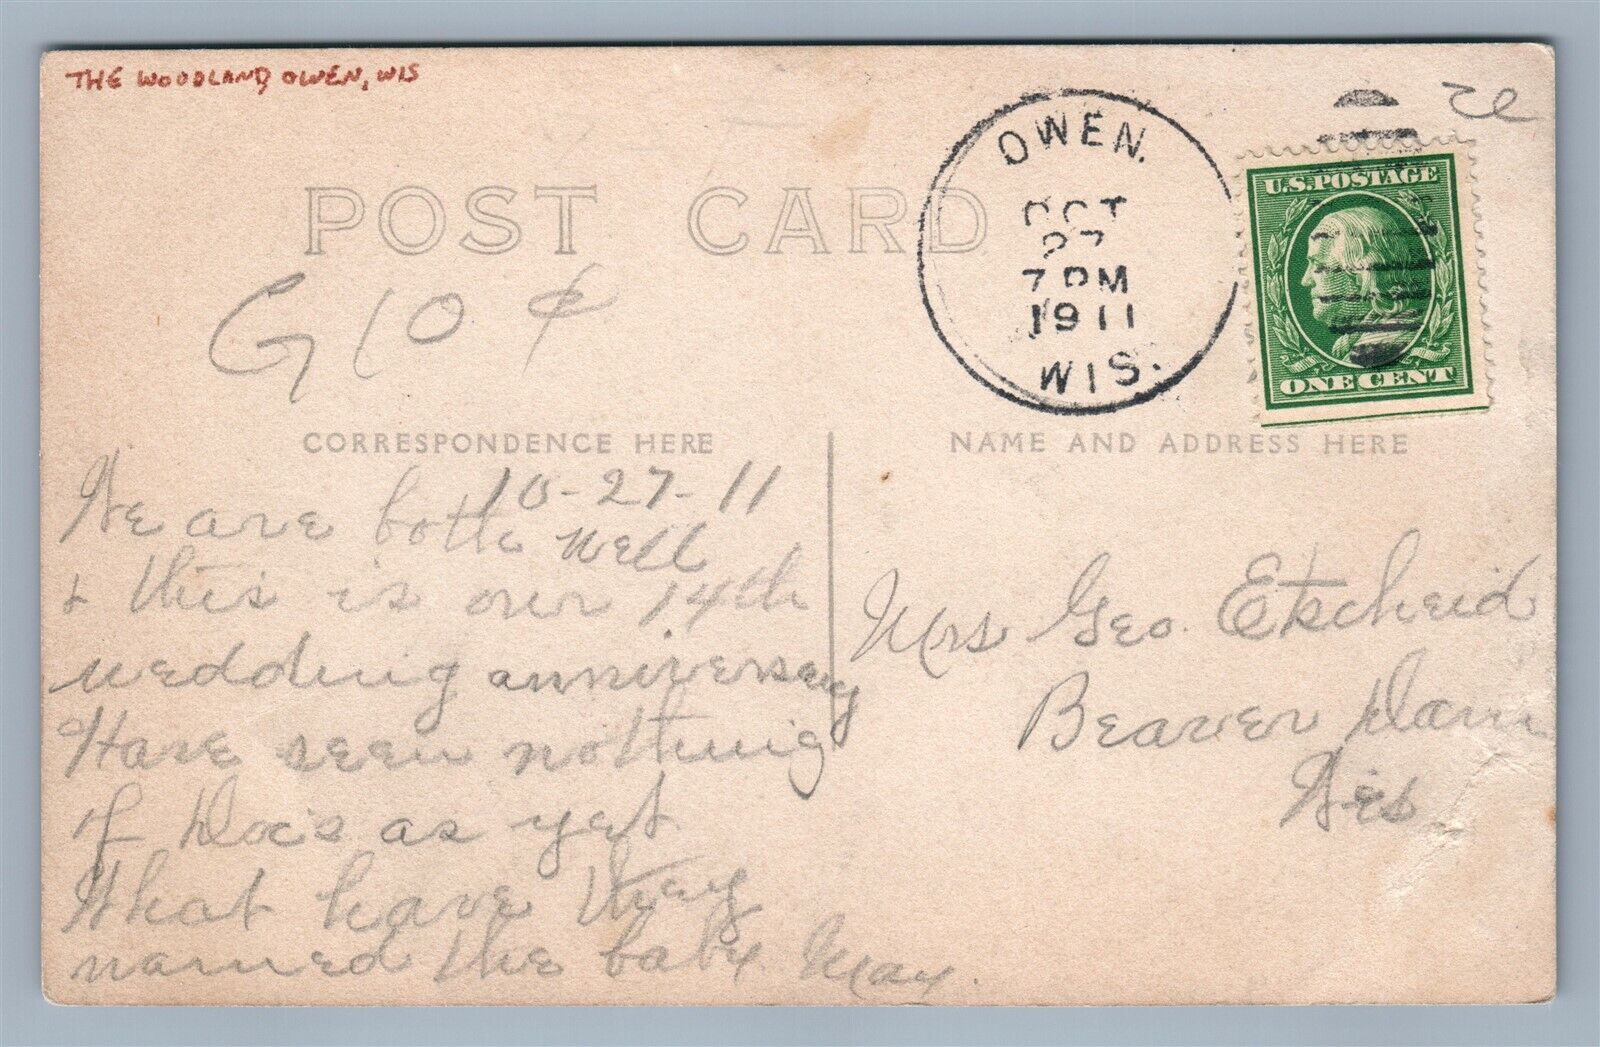 THE WOODLAND, OWEN, WIS
POST CARD
G 10 ¢
OWEN.
OCT
27
7 PM
1911
WIS.
U.S. POSTAGE
ONE CENT
CORRESPONDENCE HERE
NAME AND ADDRESS HERE
10-27-11
We are both well
+ this is our 14th
wedding anniversary
Have seen nothing
of Doc's as yet
What have they
named the baby. May.
Mrs Geo. Etscheid
Beaver Dam
Wis